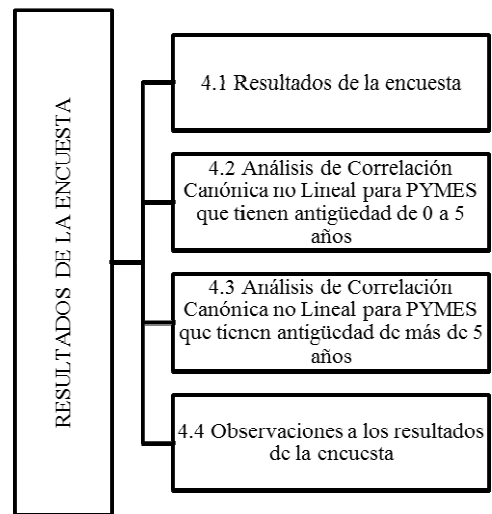 RESULTADOS DE LA ENCUESTA
4.1 Resultados de la encuesta
4.2 Análisis de Correlación
Canónica no Lineal para PYMES
que tienen antigüedad de 0 a 5
años
4.3 Análisis de Correlación
Canónica no Lineal para PYMES
que tienen antigüedad de más de 5
años
4.4 Observaciones a los resultados
de la encuesta